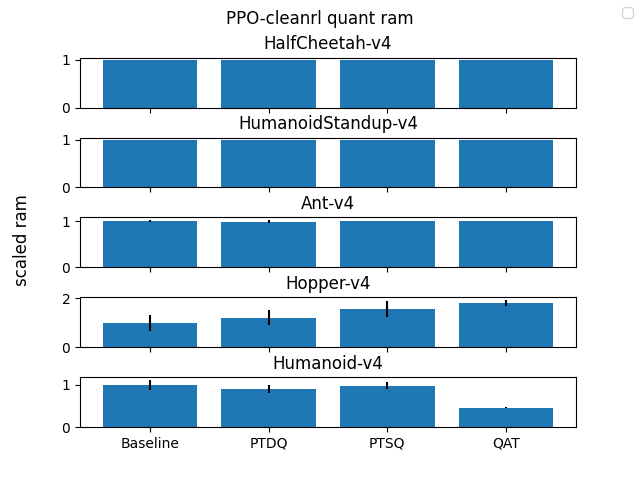 PPO-cleanrl quant ram
HalfCheetah-v4
1
0
HumanoidStandup-v4
1
0
Ant-v4
1
0
scaled ram
Hopper-v4
2
0
Humanoid-v4
1
0
Baseline PTDQ PTSQ QAT